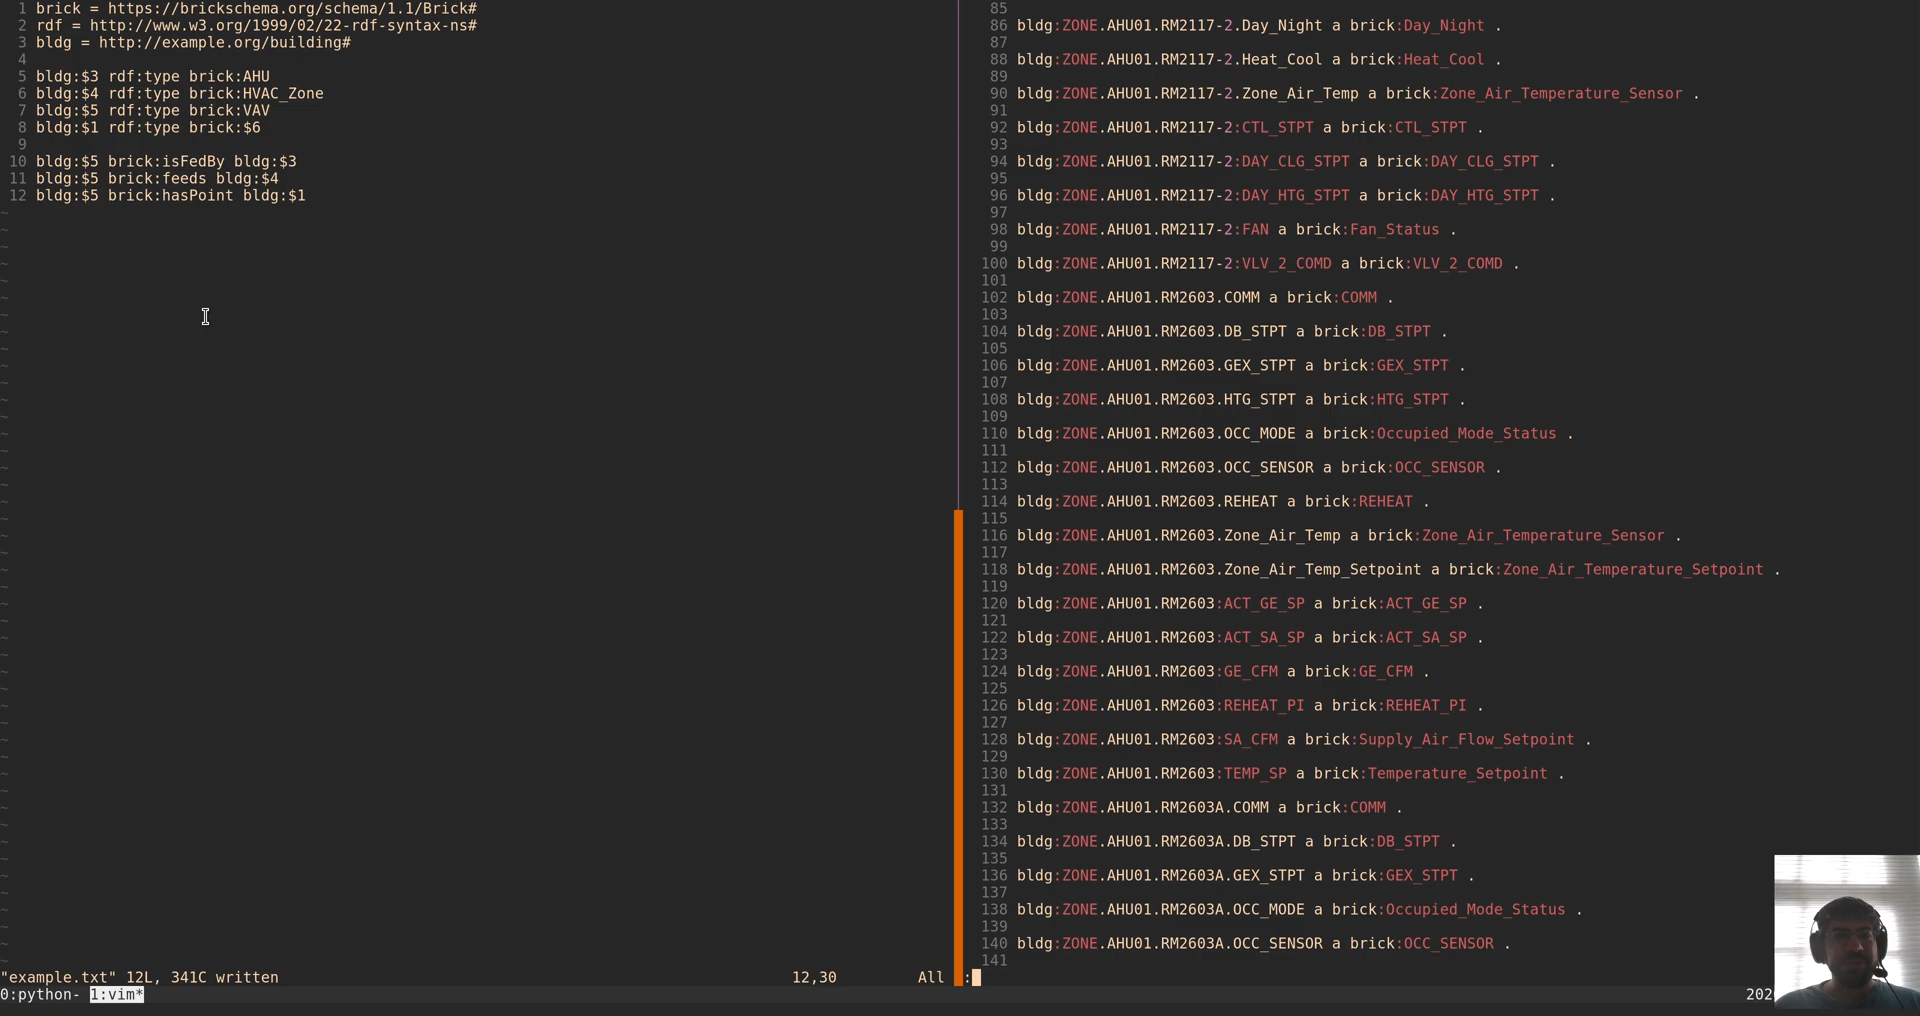 1 brick = https://brickschema.org/schema/1.1/Brick#
2 rdf = http://www.w3.org/1999/02/22-rdf-syntax-ns#
3 bldg = http://example.org/building#
4
5 bldg:$3 rdf:type brick:AHU
6 bldg:$4 rdf:type brick:HVAC_Zone
7 bldg:$5 rdf:type brick:VAV
8 bldg:$1 rdf:type brick:$6
9
10 bldg:$5 brick:isFedBy bldg:$3
11 bldg:$5 brick:feeds bldg:$4
12 bldg:$5 brick:hasPoint bldg:$1
"example.txt" 12L, 341C written 12,30 All
85
86 bldg:ZONE.AHU01.RM2117-2.Day_Night a brick:Day_Night .
87
88 bldg:ZONE.AHU01.RM2117-2.Heat_Cool a brick:Heat_Cool .
89
90 bldg:ZONE.AHU01.RM2117-2.Zone_Air_Temp a brick:Zone_Air_Temperature_Sensor .
91
92 bldg:ZONE.AHU01.RM2117-2:CTL_STPT a brick:CTL_STPT .
93
94 bldg:ZONE.AHU01.RM2117-2:DAY_CLG_STPT a brick:DAY_CLG_STPT .
95
96 bldg:ZONE.AHU01.RM2117-2:DAY_HTG_STPT a brick:DAY_HTG_STPT .
97
98 bldg:ZONE.AHU01.RM2117-2:FAN a brick:Fan_Status .
99
100 bldg:ZONE.AHU01.RM2117-2:VLV_2_COMD a brick:VLV_2_COMD .
101
102 bldg:ZONE.AHU01.RM2603.COMM a brick:COMM .
103
104 bldg:ZONE.AHU01.RM2603.DB_STPT a brick:DB_STPT .
105
106 bldg:ZONE.AHU01.RM2603.GEX_STPT a brick:GEX_STPT .
107
108 bldg:ZONE.AHU01.RM2603.HTG_STPT a brick:HTG_STPT .
109
110 bldg:ZONE.AHU01.RM2603.OCC_MODE a brick:Occupied_Mode_Status .
111
112 bldg:ZONE.AHU01.RM2603.OCC_SENSOR a brick:OCC_SENSOR .
113
114 bldg:ZONE.AHU01.RM2603.REHEAT a brick:REHEAT .
115
116 bldg:ZONE.AHU01.RM2603.Zone_Air_Temp a brick:Zone_Air_Temperature_Sensor .
117
118 bldg:ZONE.AHU01.RM2603.Zone_Air_Temp_Setpoint a brick:Zone_Air_Temperature_Setpoint .
119
120 bldg:ZONE.AHU01.RM2603:ACT_GE_SP a brick:ACT_GE_SP .
121
122 bldg:ZONE.AHU01.RM2603:ACT_SA_SP a brick:ACT_SA_SP .
123
124 bldg:ZONE.AHU01.RM2603:GE_CFM a brick:GE_CFM .
125
126 bldg:ZONE.AHU01.RM2603:REHEAT_PI a brick:REHEAT_PI .
127
128 bldg:ZONE.AHU01.RM2603:SA_CFM a brick:Supply_Air_Flow_Setpoint .
129
130 bldg:ZONE.AHU01.RM2603:TEMP_SP a brick:Temperature_Setpoint .
131
132 bldg:ZONE.AHU01.RM2603A.COMM a brick:COMM .
133
134 bldg:ZONE.AHU01.RM2603A.DB_STPT a brick:DB_STPT .
135
136 bldg:ZONE.AHU01.RM2603A.GEX_STPT a brick:GEX_STPT .
137
138 bldg:ZONE.AHU01.RM2603A.OCC_MODE a brick:Occupied_Mode_Status .
139
140 bldg:ZONE.AHU01.RM2603A.OCC_SENSOR a brick:OCC_SENSOR .
141
:
0:python- 1:vim* 202